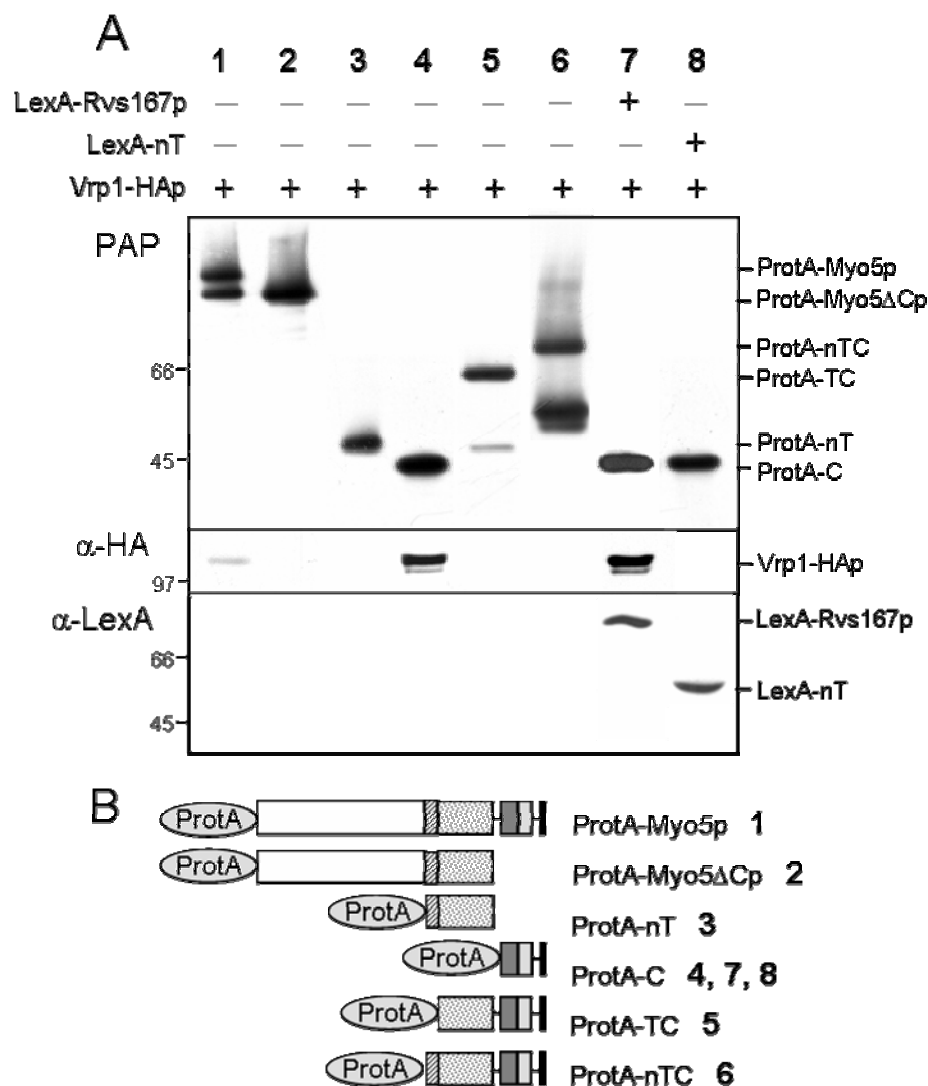 A
1 2 3 4 5 6 7 8
LexA-Rvs167p — — — — — — + —
LexA-nT — — — — — — — +
Vrp1-HAp + + + + + + + +
PAP
ProtA-Myo5p
ProtA-Myo5ΔCp
ProtA-nTC
66
ProtA-TC
ProtA-nT
45
ProtA-C
α-HA
Vrp1-HAp
97
α-LexA
LexA-Rvs167p
66
LexA-nT
45
B
ProtA ProtA-Myo5p 1
ProtA ProtA-Myo5ΔCp 2
ProtA ProtA-nT 3
ProtA ProtA-C 4, 7, 8
ProtA ProtA-TC 5
ProtA ProtA-nTC 6